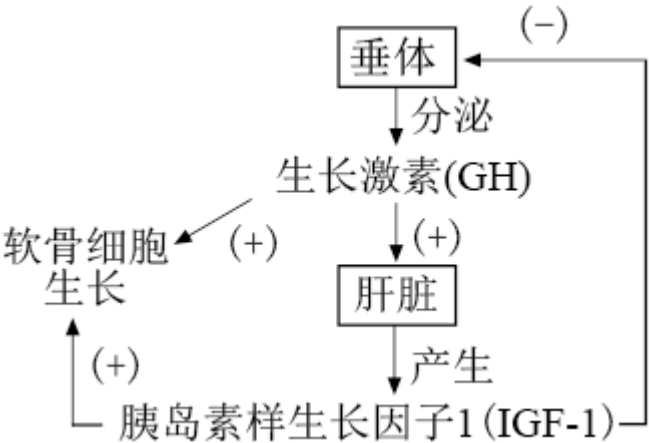 (−)
垂体
分泌
生长激素(GH)
软骨细胞
生长
(+)
(+)
肝脏
(+)
产生
胰岛素样生长因子1(IGF-1)